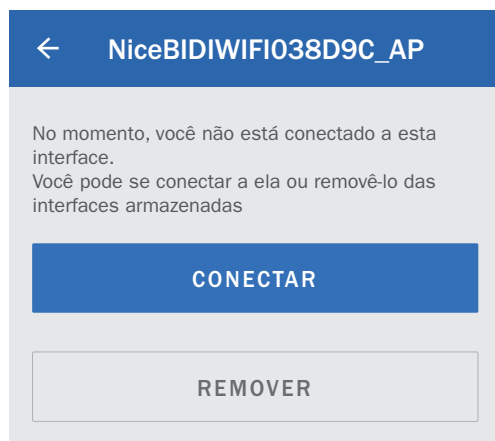 NiceBIDIWIFI038D9C_AP
No momento, você não está conectado a esta
interface.
Você pode se conectar a ela ou removê-lo das
interfaces armazenadas
CONECTAR
REMOVER